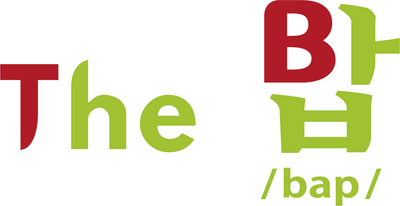 The 밥
/bap/